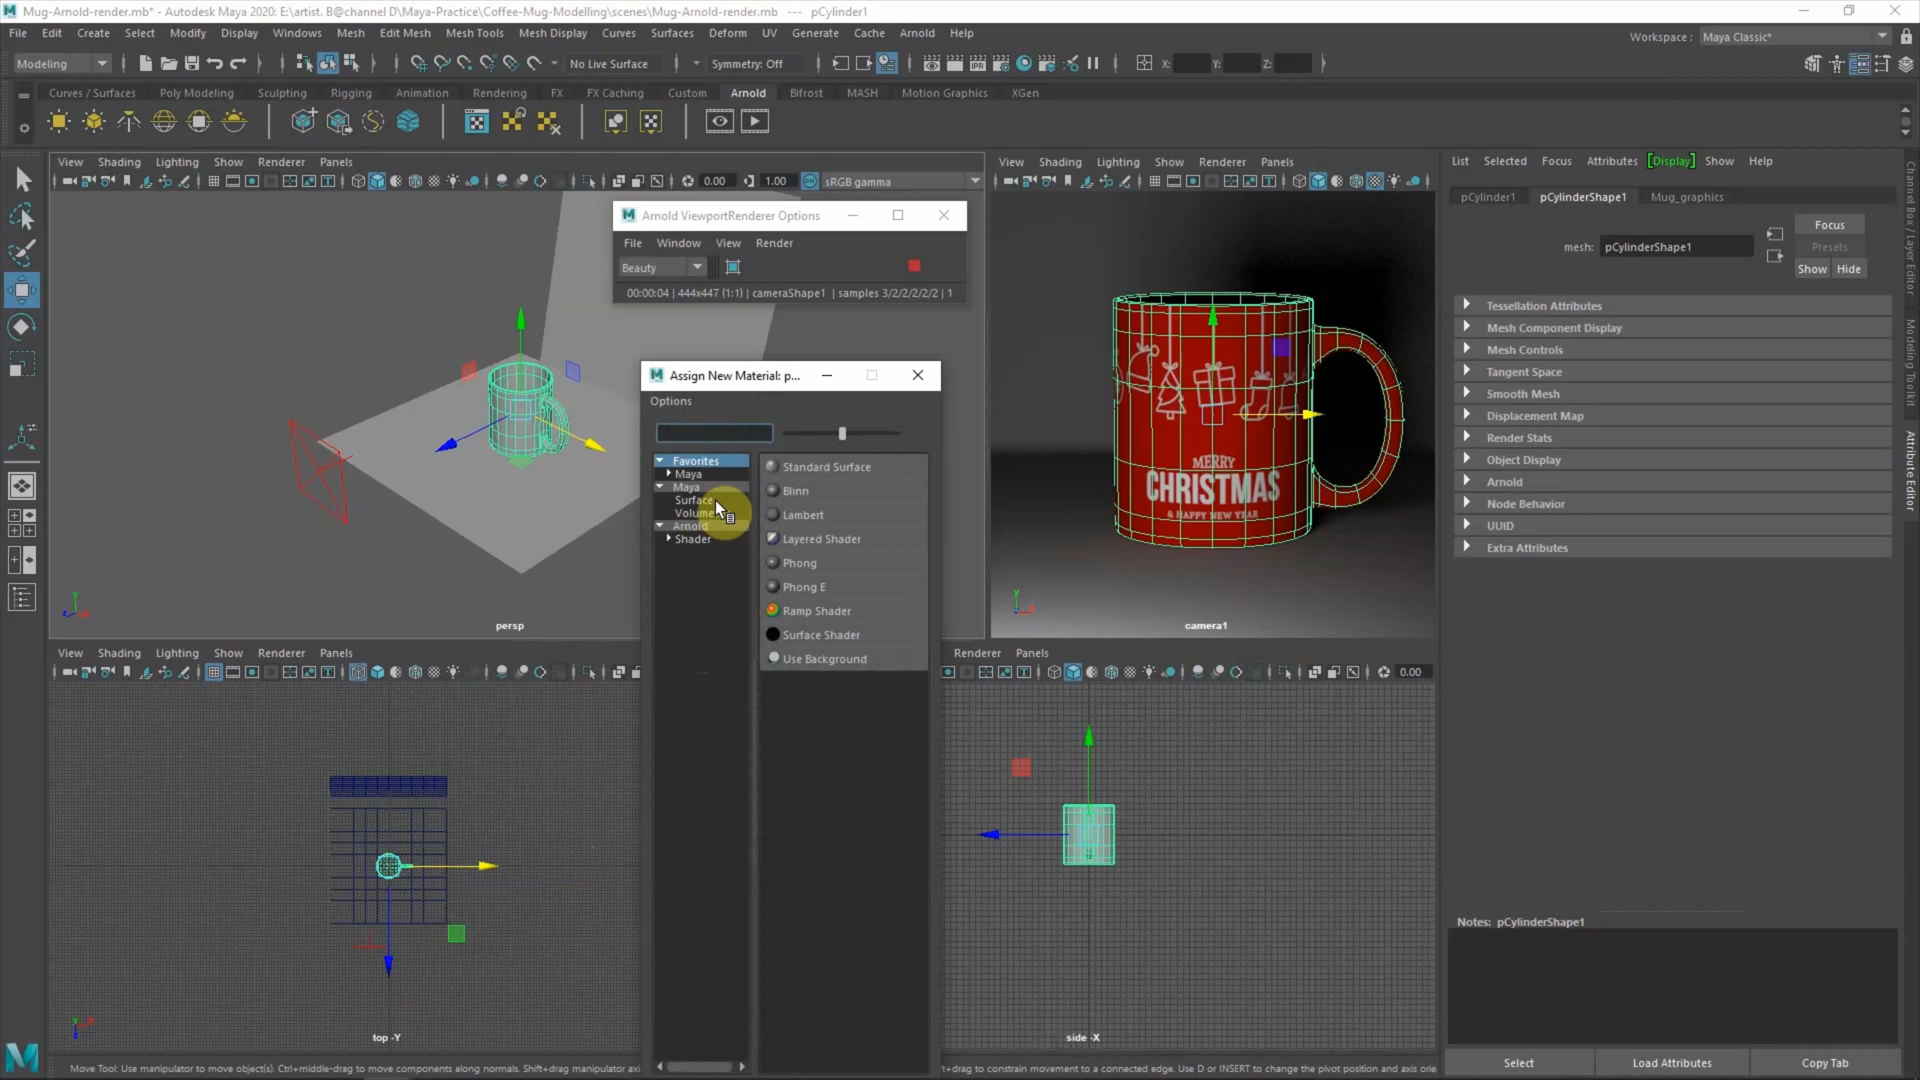 Mug-Arnold-render.mb* - Autodesk Maya 2020: E:\artist. B@channel D\Maya-Practice\Coffee-Mug-Modelling\scenes\Mug-Arnold-render.mb --- pCylinder1
File Edit Create Select Modify Display Windows Mesh Edit Mesh Mesh Tools Mesh Display Curves Surfaces Deform UV Generate Cache Arnold Help
Workspace : Maya Classic*
Modeling No Live Surface Symmetry: Off X: Y: Z:
Curves / Surfaces Poly Modeling Sculpting Rigging Animation Rendering FX FX Caching Custom Arnold Bifrost MASH Motion Graphics XGen
View Shading Lighting Show Renderer Panels
0.00 1.00 sRGB gamma
persp
Arnold ViewportRenderer Options
File Window View Render
Beauty
00:00:04 | 444x447 (1:1) | cameraShape1 | samples 3/2/2/2/2/2 | 1
Assign New Material: p...
Options
Favorites
Maya
Maya
Surface
Volume
Arnold
Shader
Standard Surface
Blinn
Lambert
Layered Shader
Phong
Phong E
Ramp Shader
Surface Shader
Use Background
View Shading Lighting Show Renderer Panels
MERRY
CHRISTMAS
& HAPPY NEW YEAR
camera1
List Selected Focus Attributes [Display] Show Help
pCylinder1 pCylinderShape1 Mug_graphics
mesh: pCylinderShape1
Focus
Presets
Show Hide
Tessellation Attributes
Mesh Component Display
Mesh Controls
Tangent Space
Smooth Mesh
Displacement Map
Render Stats
Object Display
Arnold
Node Behavior
UUID
Extra Attributes
Notes: pCylinderShape1
Select Load Attributes Copy Tab
Channel Box / Layer Editor
Modeling Toolkit
Attribute Editor
View Shading Lighting Show Renderer Panels
top -Y
Renderer Panels
0.00
side -X
Move Tool: Use manipulator to move object(s). Ctrl+middle-drag to move components along normals. Shift+drag manipulator axi
t+drag to constrain movement to a connected edge. Use D or INSERT to change the pivot position and axis orie